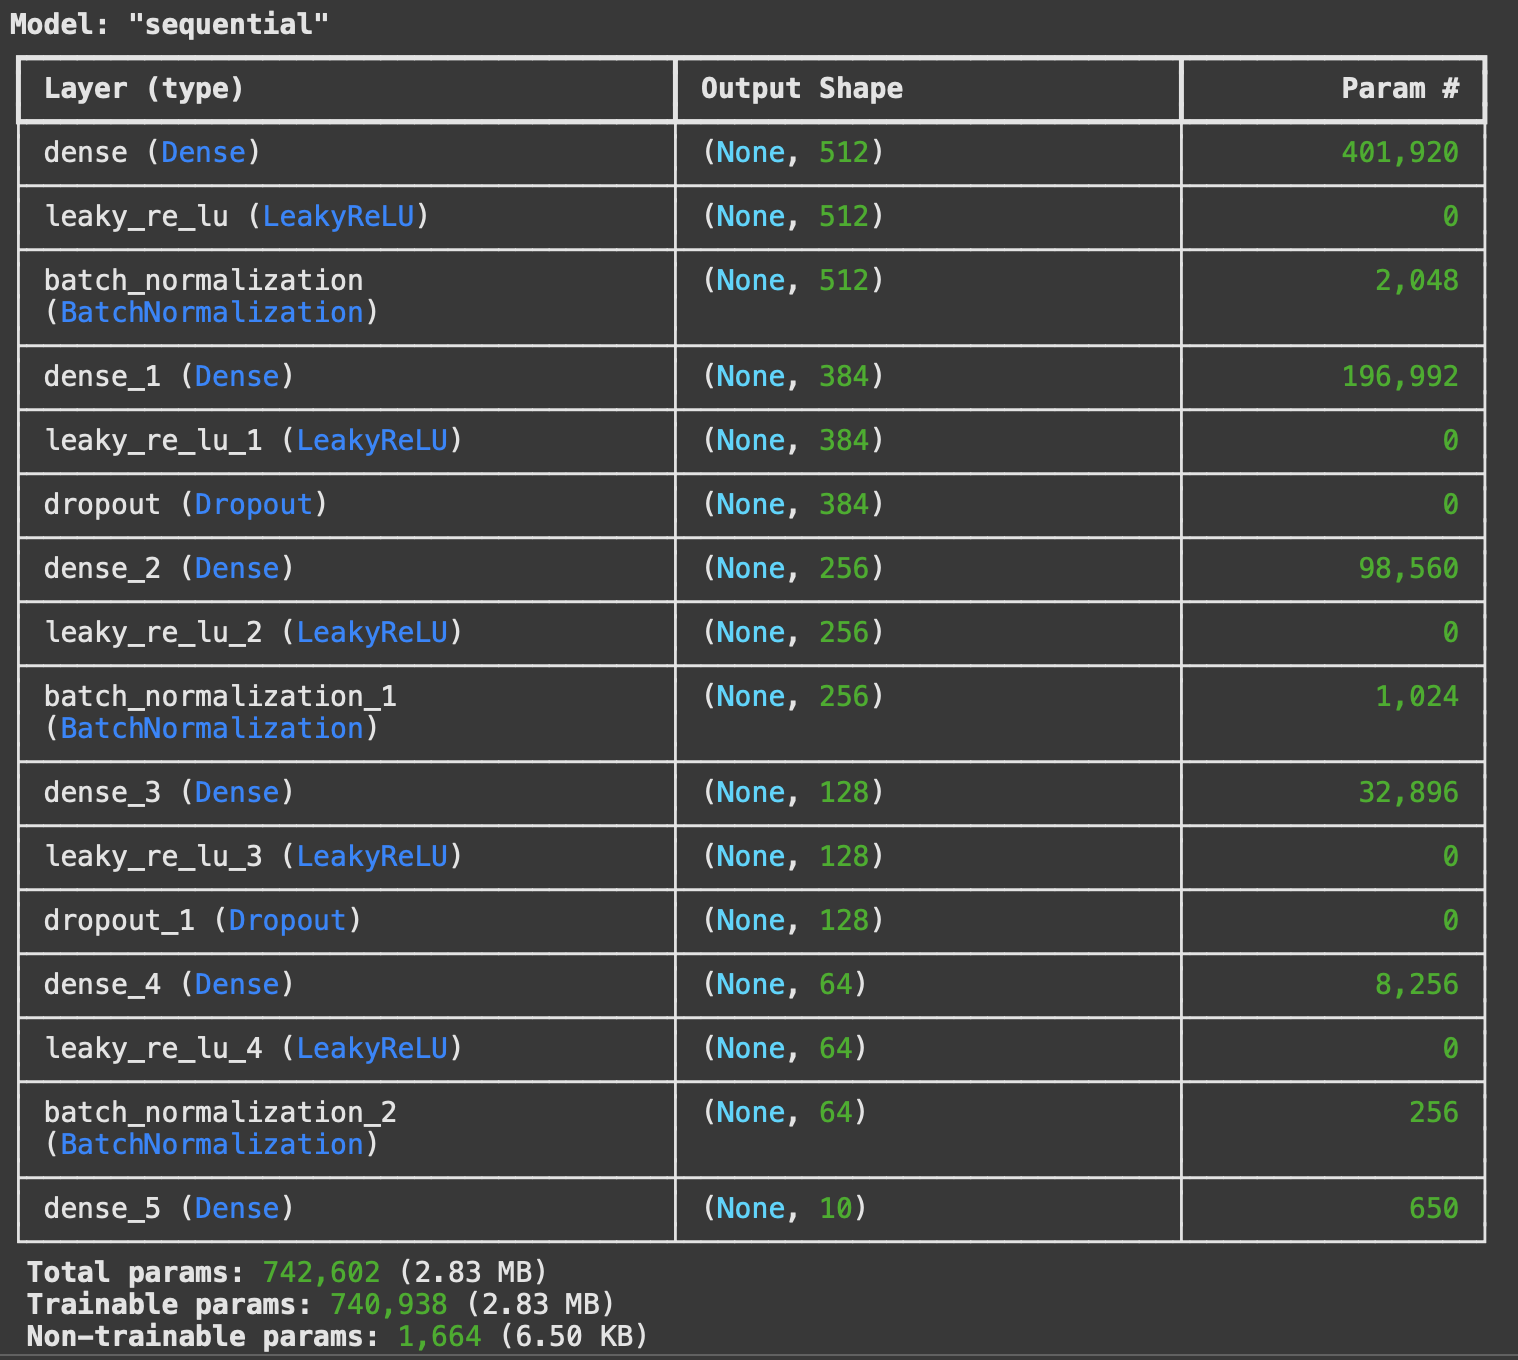 Model: "sequential"
Layer (type) Output Shape Param #
dense (Dense) (None, 512) 401,920
leaky_re_lu (LeakyReLU) (None, 512) 0
batch_normalization (None, 512) 2,048
(BatchNormalization)
dense_1 (Dense) (None, 384) 196,992
leaky_re_lu_1 (LeakyReLU) (None, 384) 0
dropout (Dropout) (None, 384) 0
dense_2 (Dense) (None, 256) 98,560
leaky_re_lu_2 (LeakyReLU) (None, 256) 0
batch_normalization_1 (None, 256) 1,024
(BatchNormalization)
dense_3 (Dense) (None, 128) 32,896
leaky_re_lu_3 (LeakyReLU) (None, 128) 0
dropout_1 (Dropout) (None, 128) 0
dense_4 (Dense) (None, 64) 8,256
leaky_re_lu_4 (LeakyReLU) (None, 64) 0
batch_normalization_2 (None, 64) 256
(BatchNormalization)
dense_5 (Dense) (None, 10) 650
Total params: 742,602 (2.83 MB)
Trainable params: 740,938 (2.83 MB)
Non-trainable params: 1,664 (6.50 KB)